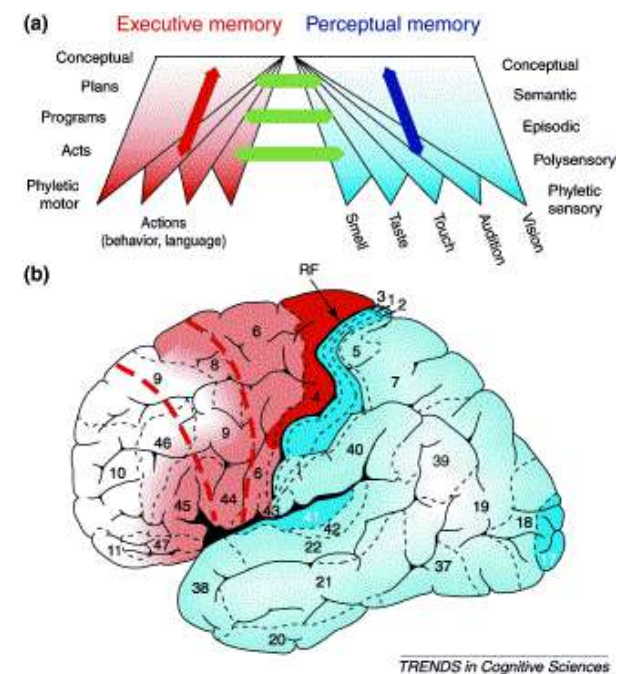 (a)
Executive memory
Perceptual memory
Conceptual
Plans
Programs
Acts
Phyletic
motor
Actions
(behavior, language)
Conceptual
Semantic
Episodic
Polysensory
Phyletic
sensory
Smell
Taste
Touch
Audition
Vision
(b)
RF
3
1
2
6
5
8
7
9
4
9
46
40
39
10
6
19
18
45
44
43
41
42
11
47
22
37
38
21
20
TRENDS in Cognitive Sciences